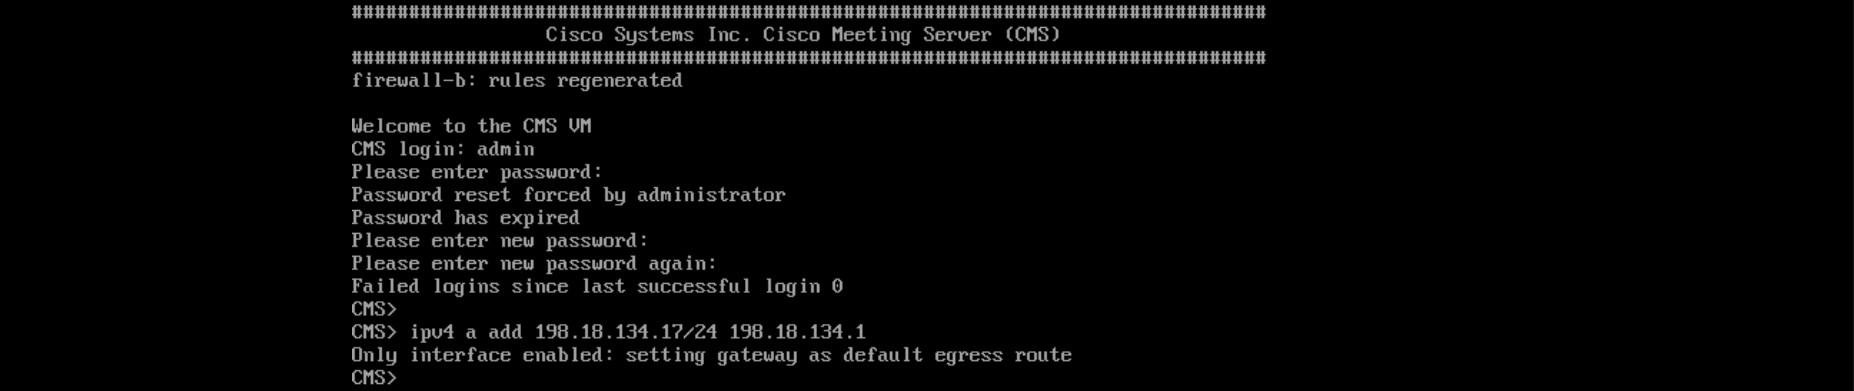 ################################################################################
Cisco Systems Inc. Cisco Meeting Server (CMS)
################################################################################
firewall-b: rules regenerated
Welcome to the CMS VM
CMS login: admin
Please enter password:
Password reset forced by administrator
Password has expired
Please enter new password:
Please enter new password again:
Failed logins since last successful login 0
CMS>
CMS> ipv4 a add 198.18.134.17/24 198.18.134.1
Only interface enabled: setting gateway as default egress route
CMS>